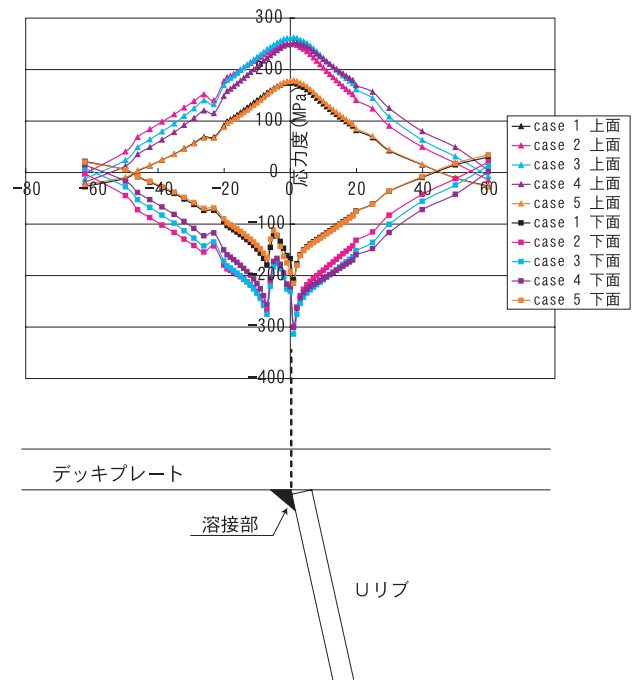 300
200
100
0
-100
-200
-300
-400
-80
-60
-40
-20
0
20
40
60
80
応力度(MPa)
case 1 上面
case 2 上面
case 3 上面
case 4 上面
case 5 上面
case 1 下面
case 2 下面
case 3 下面
case 4 下面
case 5 下面
デッキプレート
溶接部
Uリブ